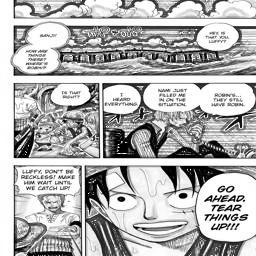 SANJI!
HOW ARE
THINGS
THERE?
WHERE'S
ROBIN?
HEY, IS
THAT YOU,
LUFFY?
IS
THAT
RIGHT?
I
HEARD
EVERYTHING.
NAMI JUST
FILLED ME
IN ON
THE
SITUATION.
ROBIN'S...
THEY STILL
HAVE ROBIN.
LUFFY, DON'T BE
RECKLESS! MAKE
HIM WAIT UNTIL
WE CATCH UP!
GO
AHEAD.
TEAR
THINGS
UP!!!